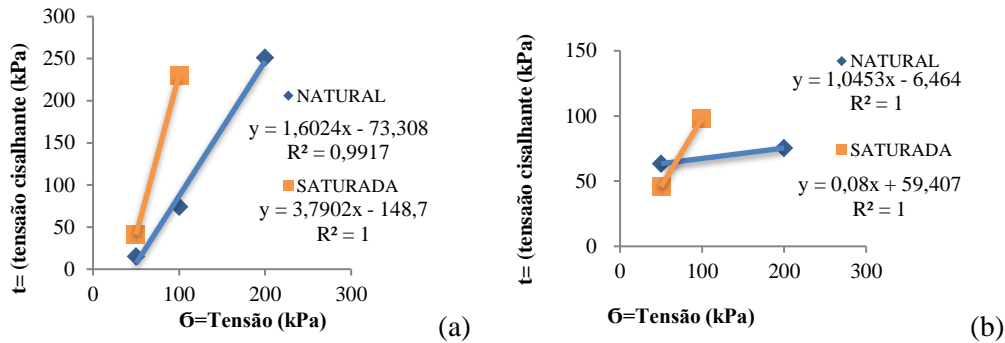 t= (tensaão cisalhante (kPa)
300
250
200
150
100
50
0
0 100 200 300
Ϭ=Tensão (kPa)
NATURAL
y = 1,6024x - 73,308
R² = 0,9917
SATURADA
y = 3,7902x - 148,7
R² = 1
(a)
t= (tensaão cisalhante (kPa)
150
100
50
0
0 100 200 300
Ϭ=Tensão (kPa)
NATURAL
y = 1,0453x - 6,464
R² = 1
SATURADA
y = 0,08x + 59,407
R² = 1
(b)